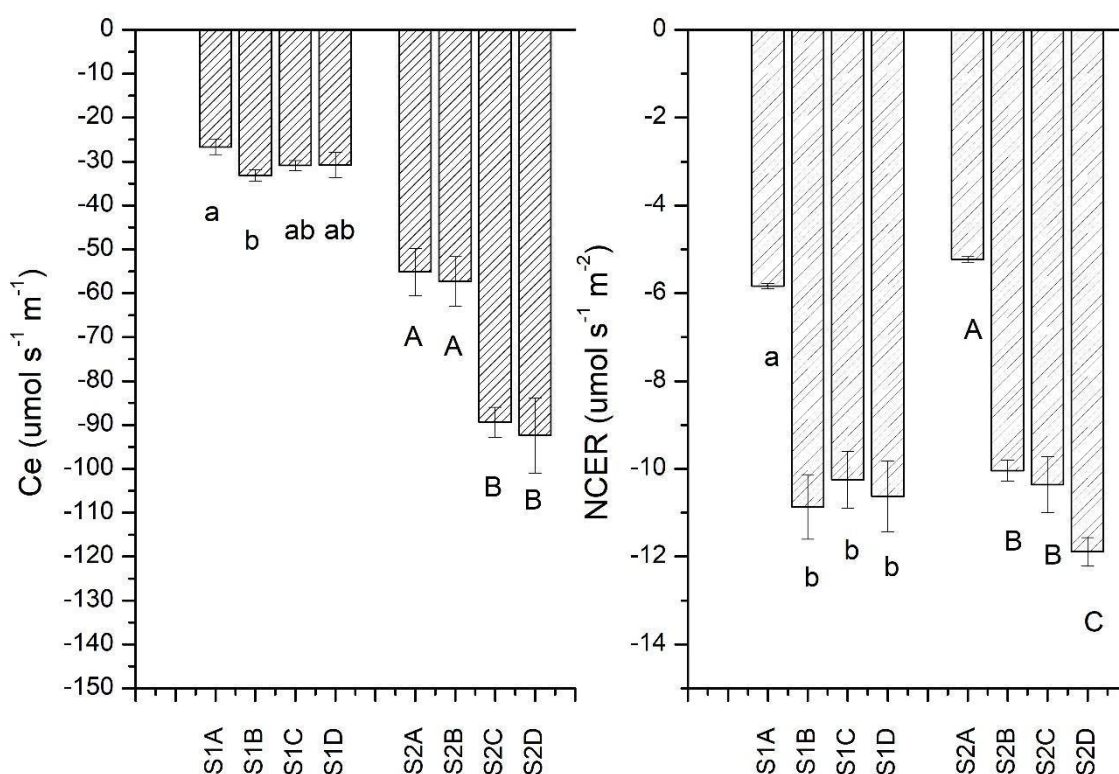 0
-10
-20
-30
-40
-50
-60
-70
-80
-90
-100
-110
-120
-130
-140
-150
Ce (umol s-1 m-1)
a
b
ab
ab
A
A
B
B
S1A
S1B
S1C
S1D
S2A
S2B
S2C
S2D
0
-2
-4
-6
-8
-10
-12
-14
NCER (umol s-1 m-2)
a
b
b
b
A
B
B
C
S1A
S1B
S1C
S1D
S2A
S2B
S2C
S2D